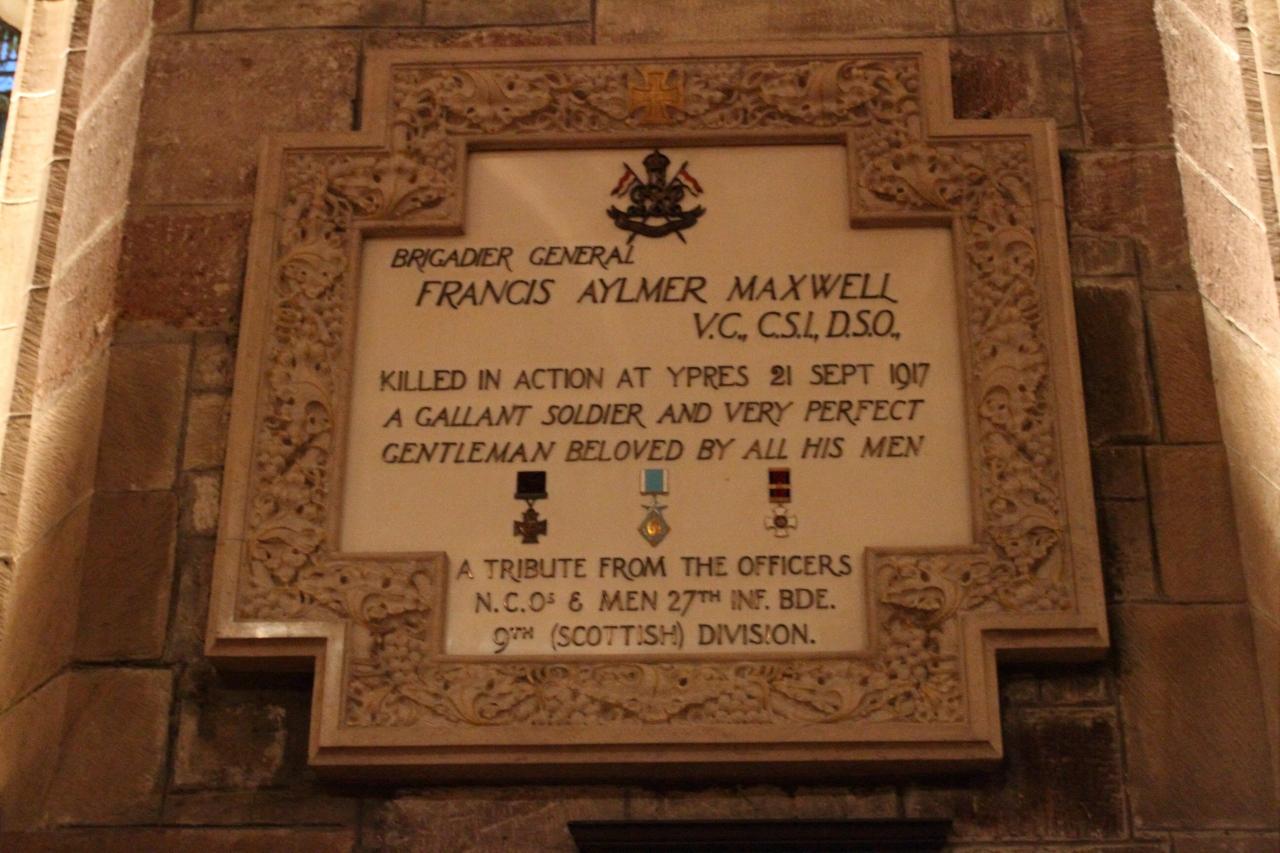 BRIGADIER GENERAL
FRANCIS AYLMER MAXWELL
V.C., C.S.I., D.S.O.,
KILLED IN ACTION AT YPRES 21 SEPT 1917
A GALLANT SOLDIER AND VERY PERFECT
GENTLEMAN BELOVED BY ALL HIS MEN
A TRIBUTE FROM THE OFFICERS
N.C.Os & MEN 27TH INF. BDE.
9TH (SCOTTISH) DIVISION.